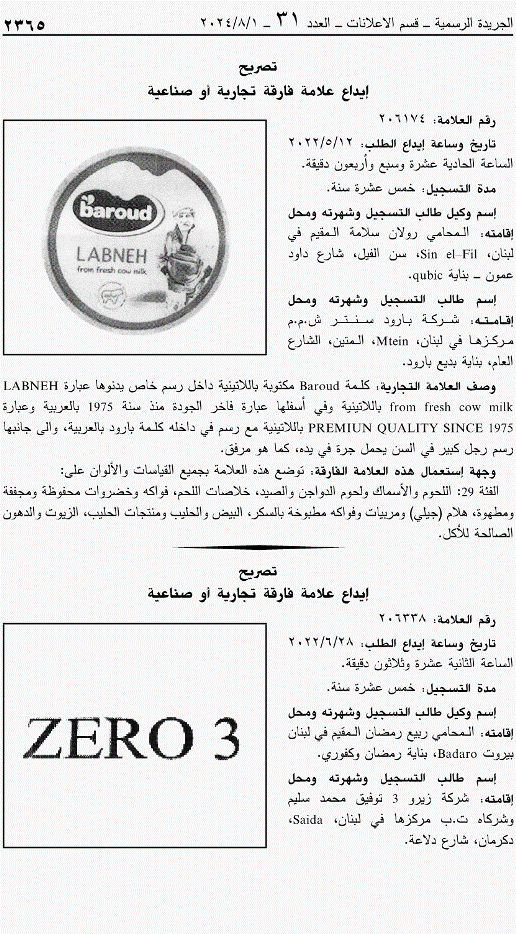 الجريدة الرسمية ــ قسم الاعلانات ــ العدد ٣١ ــ ٢٠٢٤/٨/١
٢٣٦٥
تصريح
إيداع علامة فارقة تجارية أو صناعية
رقم العلامة: ٢٠٦١٧٤
تاريخ وساعة إيداع الطلب: ٢٠٢٢/٥/١٢
الساعة الحادية عشرة وسبع وأربعون دقيقة.
مدة التسجيل: خمس عشرة سنة.
إسم وكيل طالب التسجيل وشهرته ومحل
إقامته: المحامي رولان سلامة المقيم في
لبنان، Sin el–Fil، سن الفيل، شارع داود
عمون ــ بناية qubic.
إسم طالب التسجيل وشهرته ومحل
إقامته: شركة بارود سنتر ش.م.م
مركزها في لبنان، Mtein، المتين، الشارع
العام، بناية بديع بارود.
baroud
LABNEH
from fresh cow milk
وصف العلامة التجارية: كلمة Baroud مكتوبة باللاتينية داخل رسم خاص يدنوها عبارة LABNEH
from fresh cow milk باللاتينية وفي أسفلها عبارة فاخر الجودة منذ سنة 1975 بالعربية وعبارة
PREMIUN QUALITY SINCE 1975 باللاتينية مع رسم في داخله كلمة بارود بالعربية، والى جانبها
رسم رجل كبير في السن يحمل جرة في يده، كما هو مرفق.
وجهة إستعمال هذه العلامة الفارقة: توضع هذه العلامة بجميع القياسات والألوان على:
الفئة 29: اللحوم والأسماك ولحوم الدواجن والصيد، خلاصات اللحم، فواكه وخضروات محفوظة ومجففة
ومطهوة، هلام (جيلي) ومربيات وفواكه مطبوخة بالسكر، البيض والحليب ومنتجات الحليب، الزيوت والدهون
الصالحة للأكل.
تصريح
إيداع علامة فارقة تجارية أو صناعية
رقم العلامة: ٢٠٦٣٣٨
تاريخ وساعة إيداع الطلب: ٢٠٢٢/٦/٢٨
الساعة الثانية عشرة وثلاثون دقيقة.
مدة التسجيل: خمس عشرة سنة.
إسم وكيل طالب التسجيل وشهرته ومحل
إقامته: المحامي ربيع رمضان المقيم في لبنان
بيروت Badaro، بناية رمضان وكفوري.
إسم طالب التسجيل وشهرته ومحل
إقامته: شركة زيرو 3 توفيق محمد سليم
وشركاه ت.ب مركزها في لبنان، Saida،
دكرمان، شارع دلاعة.
ZERO 3